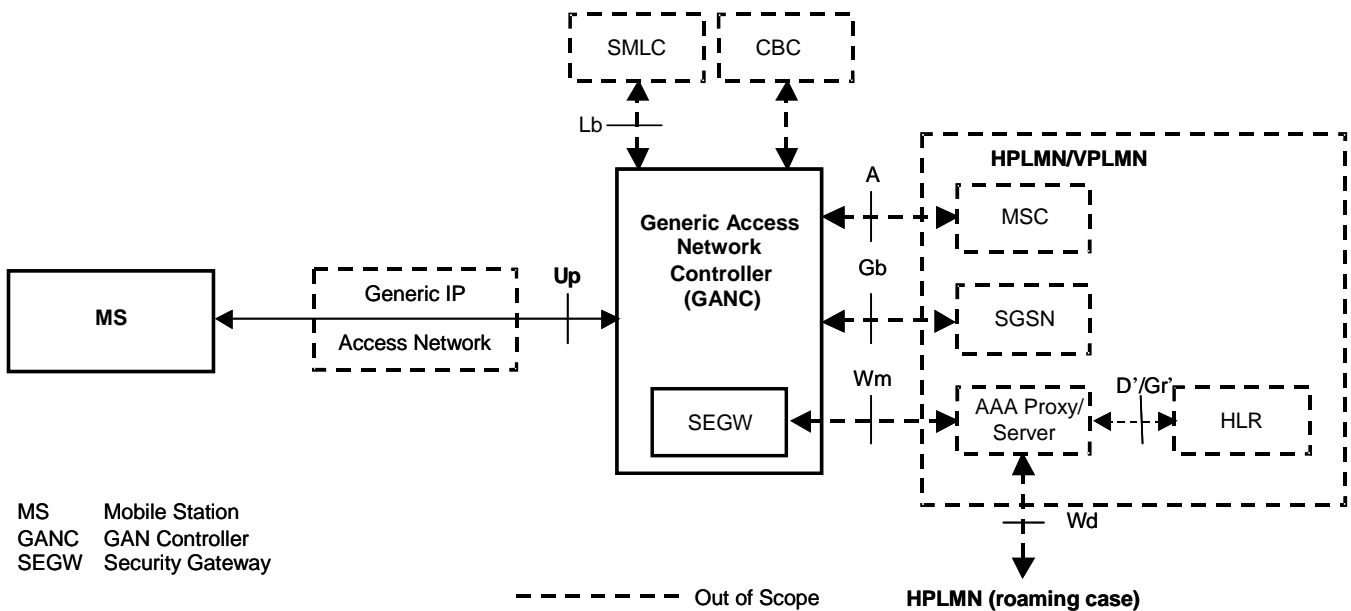 SMLC
CBC
Lb
HPLMN/VPLMN
A
MSC
Generic Access
Network
Controller
(GANC)
Gb
Up
Generic IP
Access Network
MS
SGSN
Wm
D’/Gr’
SEGW
AAA Proxy/
Server
HLR
MS Mobile Station
GANC GAN Controller
SEGW Security Gateway
Wd
Out of Scope
HPLMN (roaming case)